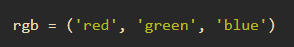 rgb = ('red', 'green', 'blue')